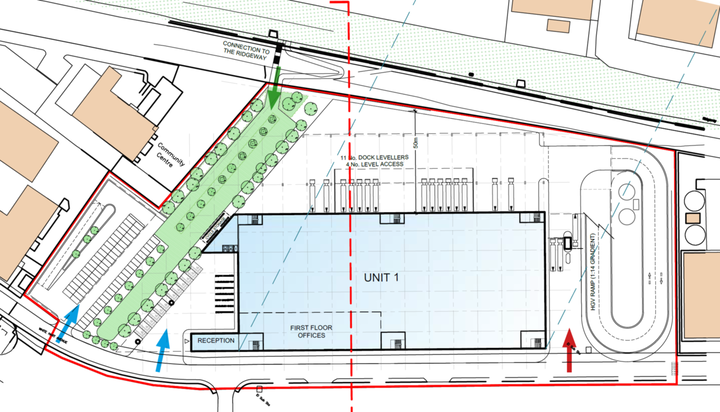 CONNECTION TO
THE RIDGEWAY
50m
Community
Centre
11 No. DOCK LEVELLERS
4 No. LEVEL ACCESS
HGV RAMP (1:14 GRADIENT)
UNIT 1
FIRST FLOOR
OFFICES
RECEPTION